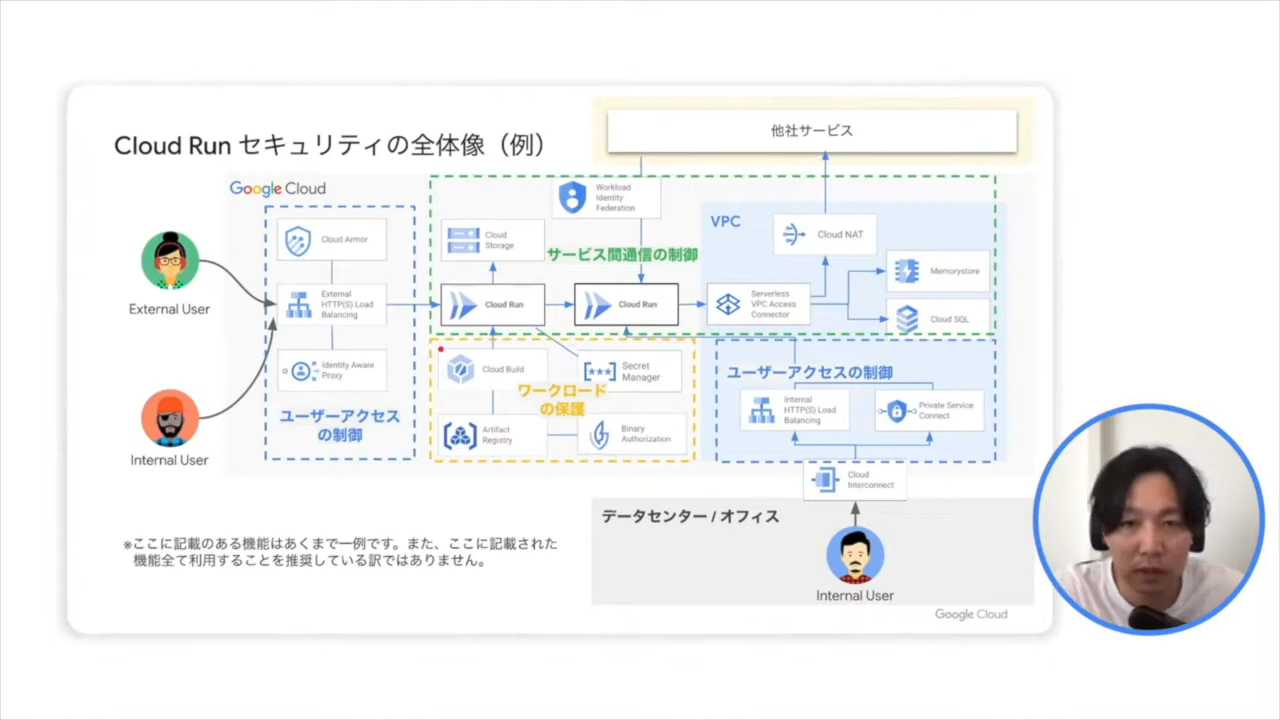 Cloud Run セキュリティの全体像（例）
他社サービス
Google Cloud
Workload
Identity
Federation
VPC
Cloud Armor
Cloud
Storage
サービス間通信の制御
Cloud NAT
External User
External
HTTP(S) Load
Balancing
Cloud Run
Cloud Run
Serverless
VPC Access
Connector
Memorystore
Cloud SQL
Identity Aware
Proxy
Cloud Build
Secret
Manager
ワークロード
の保護
ユーザーアクセスの制御
ユーザーアクセス
の制御
Internal
HTTP(S) Load
Balancing
Private Service
Connect
Artifact
Registry
Binary
Authorization
Internal User
Cloud
Interconnect
データセンター / オフィス
※ここに記載のある機能はあくまで一例です。また、ここに記載された
機能全て利用することを推奨している訳ではありません。
Internal User
Google Cloud